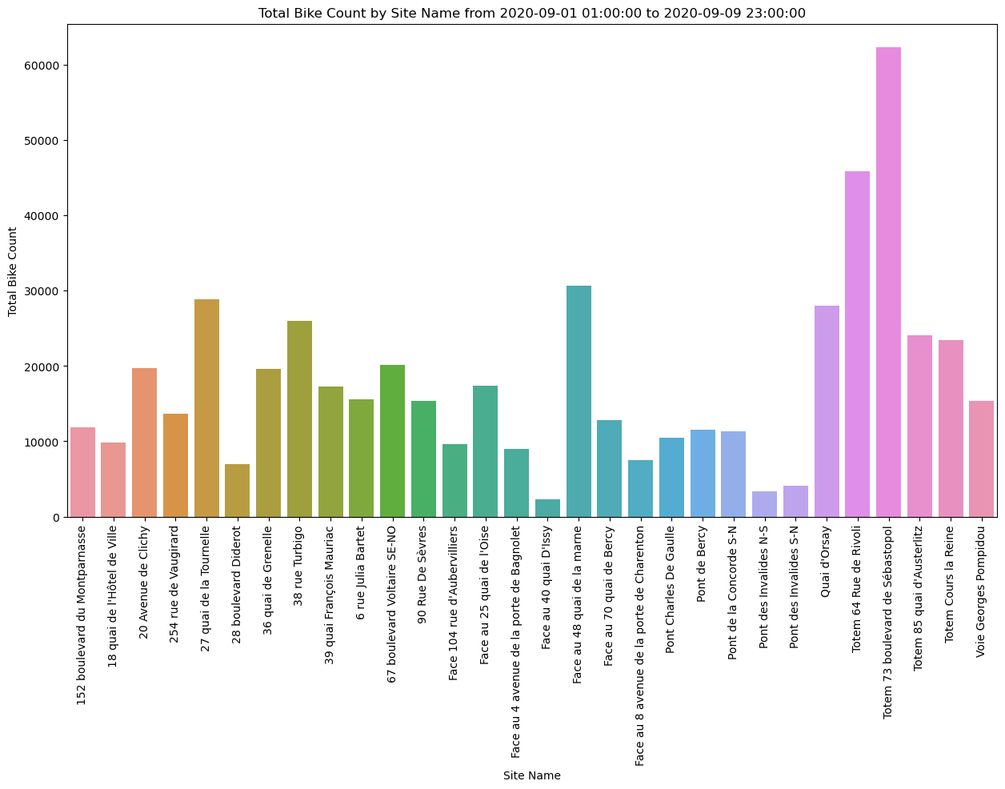 Total Bike Count by Site Name from 2020-09-01 01:00:00 to 2020-09-09 23:00:00
Total Bike Count
60000
50000
40000
30000
20000
10000
0
152 boulevard du Montparnasse
18 quai de l'Hôtel de Ville
20 Avenue de Clichy
254 rue de Vaugirard
27 quai de la Tournelle
28 boulevard Diderot
36 quai de Grenelle
38 rue Turbigo
39 quai François Mauriac
6 rue Julia Bartet
67 boulevard Voltaire SE-NO
90 Rue De Sèvres
Face 104 rue d'Aubervilliers
Face au 25 quai de l'Oise
Face au 4 avenue de la porte de Bagnolet
Face au 40 quai D'Issy
Face au 48 quai de la marne
Face au 70 quai de Bercy
Face au 8 avenue de la porte de Charenton
Pont Charles De Gaulle
Pont de Bercy
Pont de la Concorde S-N
Pont des Invalides N-S
Pont des Invalides S-N
Quai d'Orsay
Totem 64 Rue de Rivoli
Totem 73 boulevard de Sébastopol
Totem 85 quai d'Austerlitz
Totem Cours la Reine
Voie Georges Pompidou
Site Name